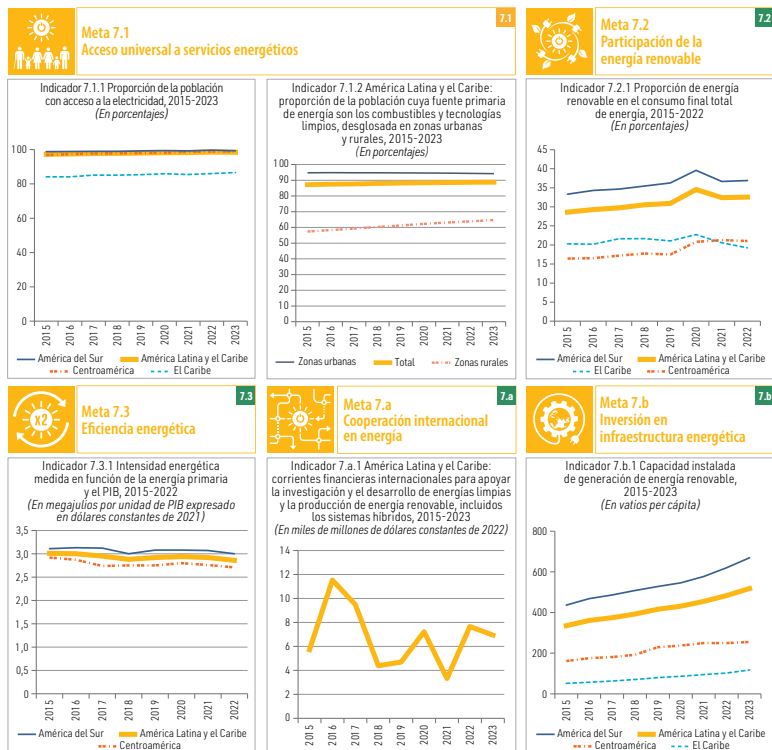 Meta 7.1
Acceso universal a servicios energéticos
7.1
Meta 7.2
Participación de la
energía renovable
7.2
Indicador 7.1.1 Proporción de la población
con acceso a la electricidad, 2015-2023
(En porcentajes)
100
80
60
40
20
0
2015 2016 2017 2018 2019 2020 2021 2022 2023
América del Sur América Latina y el Caribe
Centroamérica El Caribe
Indicador 7.1.2 América Latina y el Caribe:
proporción de la población cuya fuente primaria
de energía son los combustibles y tecnologías
limpios, desglosada en zonas urbanas
y rurales, 2015-2023
(En porcentajes)
100
90
80
70
60
50
40
30
20
10
0
2015 2016 2017 2018 2019 2020 2021 2022 2023
Zonas urbanas Total Zonas rurales
Indicador 7.2.1 Proporción de energía
renovable en el consumo final total
de energía, 2015-2022
(En porcentajes)
45
40
35
30
25
20
15
10
5
0
2015 2016 2017 2018 2019 2020 2021 2022
América del Sur América Latina y el Caribe
El Caribe Centroamérica
x2
Meta 7.3
Eficiencia energética
7.3
Meta 7.a
Cooperación internacional
en energía
7.a
Meta 7.b
Inversión en
infraestructura energética
7.b
Indicador 7.3.1 Intensidad energética
medida en función de la energía primaria
y el PIB, 2015-2022
(En megajulios por unidad de PIB expresado
en dólares constantes de 2021)
3,5
3,0
2,5
2,0
1,5
1,0
0,5
0
2015 2016 2017 2018 2019 2020 2021 2022
América del Sur América Latina y el Caribe
Centroamérica
Indicador 7.a.1 América Latina y el Caribe:
corrientes financieras internacionales para apoyar
la investigación y el desarrollo de energías limpias
y la producción de energía renovable, incluidos
los sistemas híbridos, 2015-2023
(En miles de millones de dólares constantes de 2022)
14
12
10
8
6
4
2
0
2015 2016 2017 2018 2019 2020 2021 2022 2023
Indicador 7.b.1 Capacidad instalada
de generación de energía renovable,
2015-2023
(En vatios per cápita)
800
600
400
200
0
2015 2016 2017 2018 2019 2020 2021 2022 2023
América del Sur América Latina y el Caribe
Centroamérica El Caribe